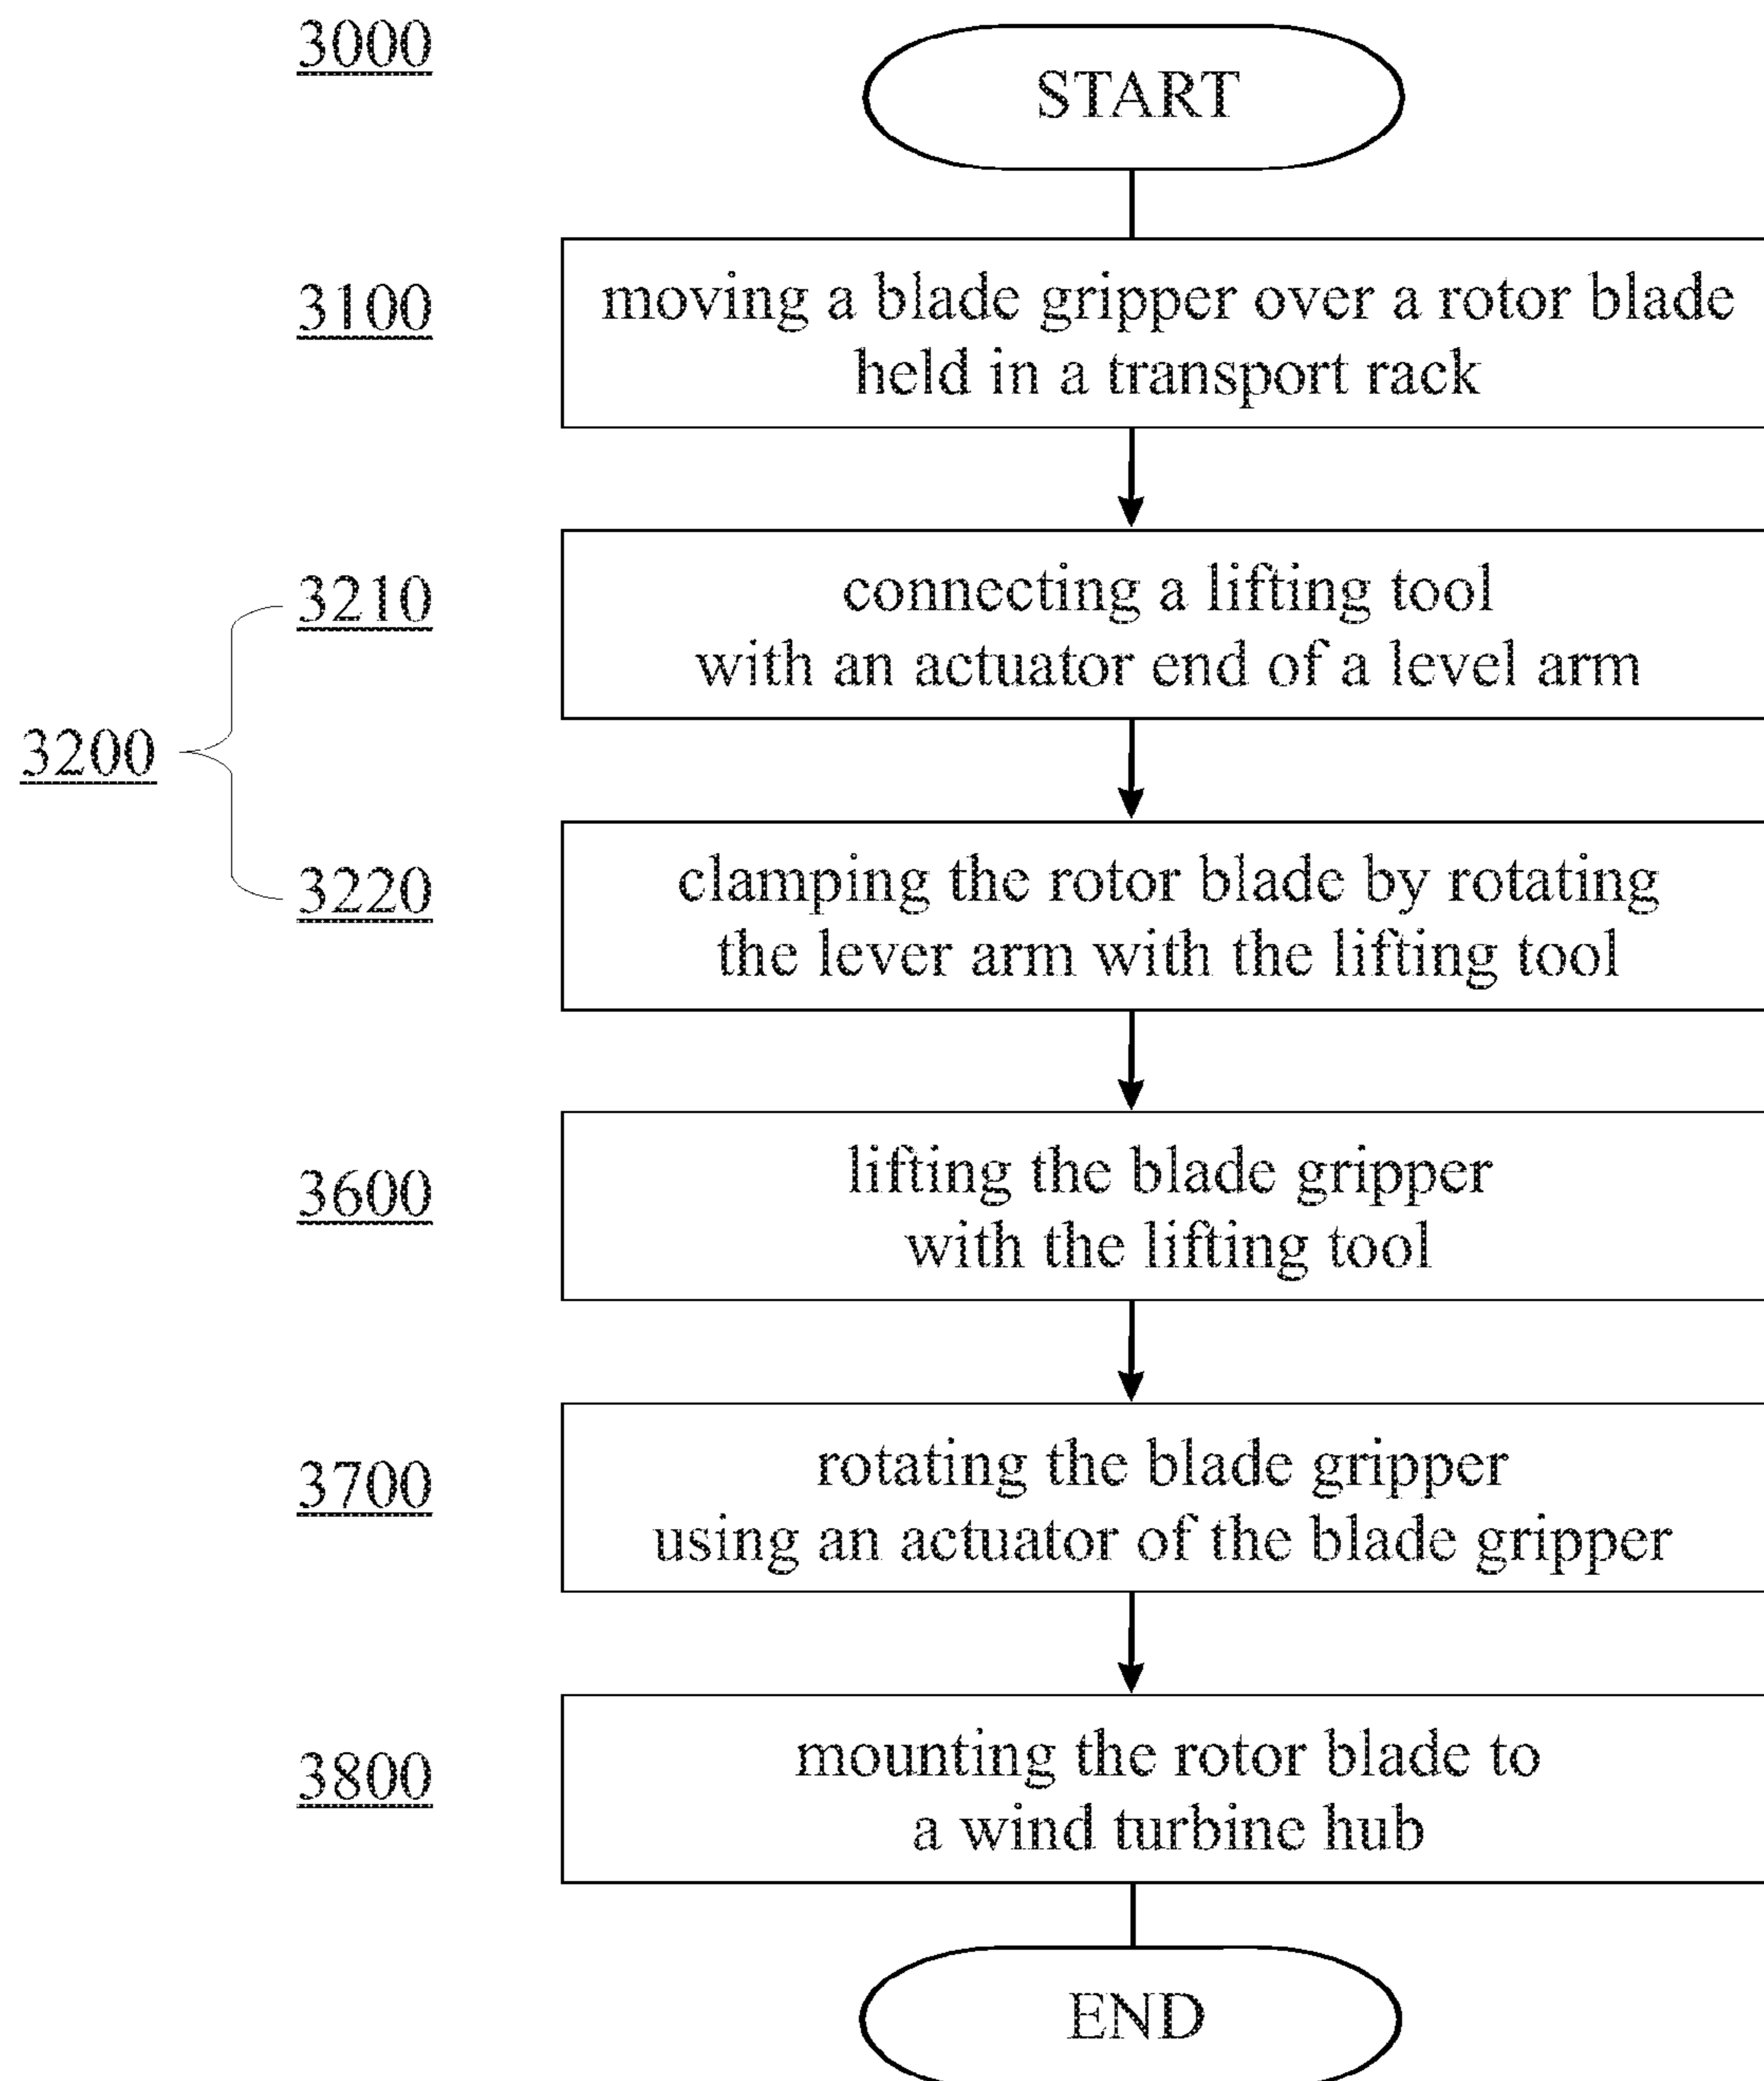 3000
START
3100
moving a blade gripper over a rotor blade
held in a transport rack
3200
3210
connecting a lifting tool
with an actuator end of a level arm
3220
clamping the rotor blade by rotating
the lever arm with the lifting tool
3600
lifting the blade gripper
with the lifting tool
3700
rotating the blade gripper
using an actuator of the blade gripper
3800
mounting the rotor blade to
a wind turbine hub
END